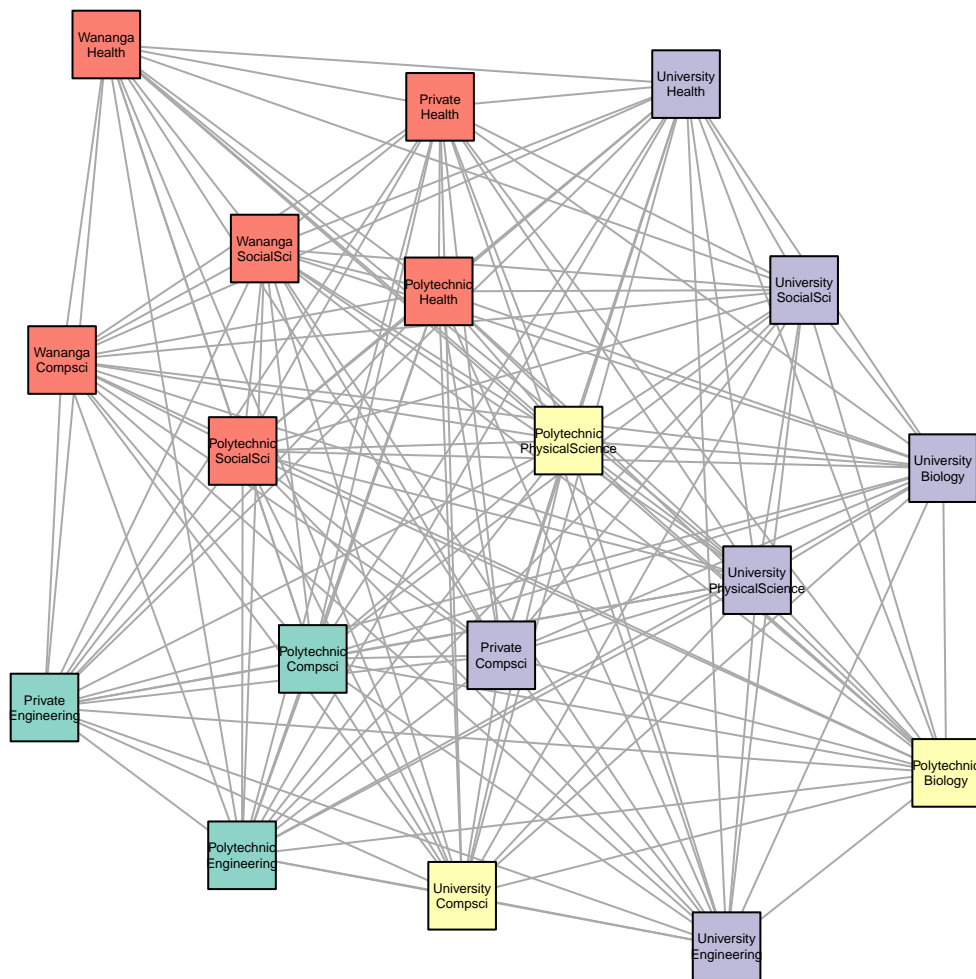 Wananga
Health
University
Health
Private
Health
Wananga
SocialSci
University
SocialSci
Polytechnic
Health
Wananga
Compsci
Polytechnic
SocialSci
Polytechnic
PhysicalScience
University
Biology
University
PhysicalScience
Polytechnic
Compsci
Private
Compsci
Private
Engineering
Polytechnic
Biology
Polytechnic
Engineering
University
Compsci
University
Engineering